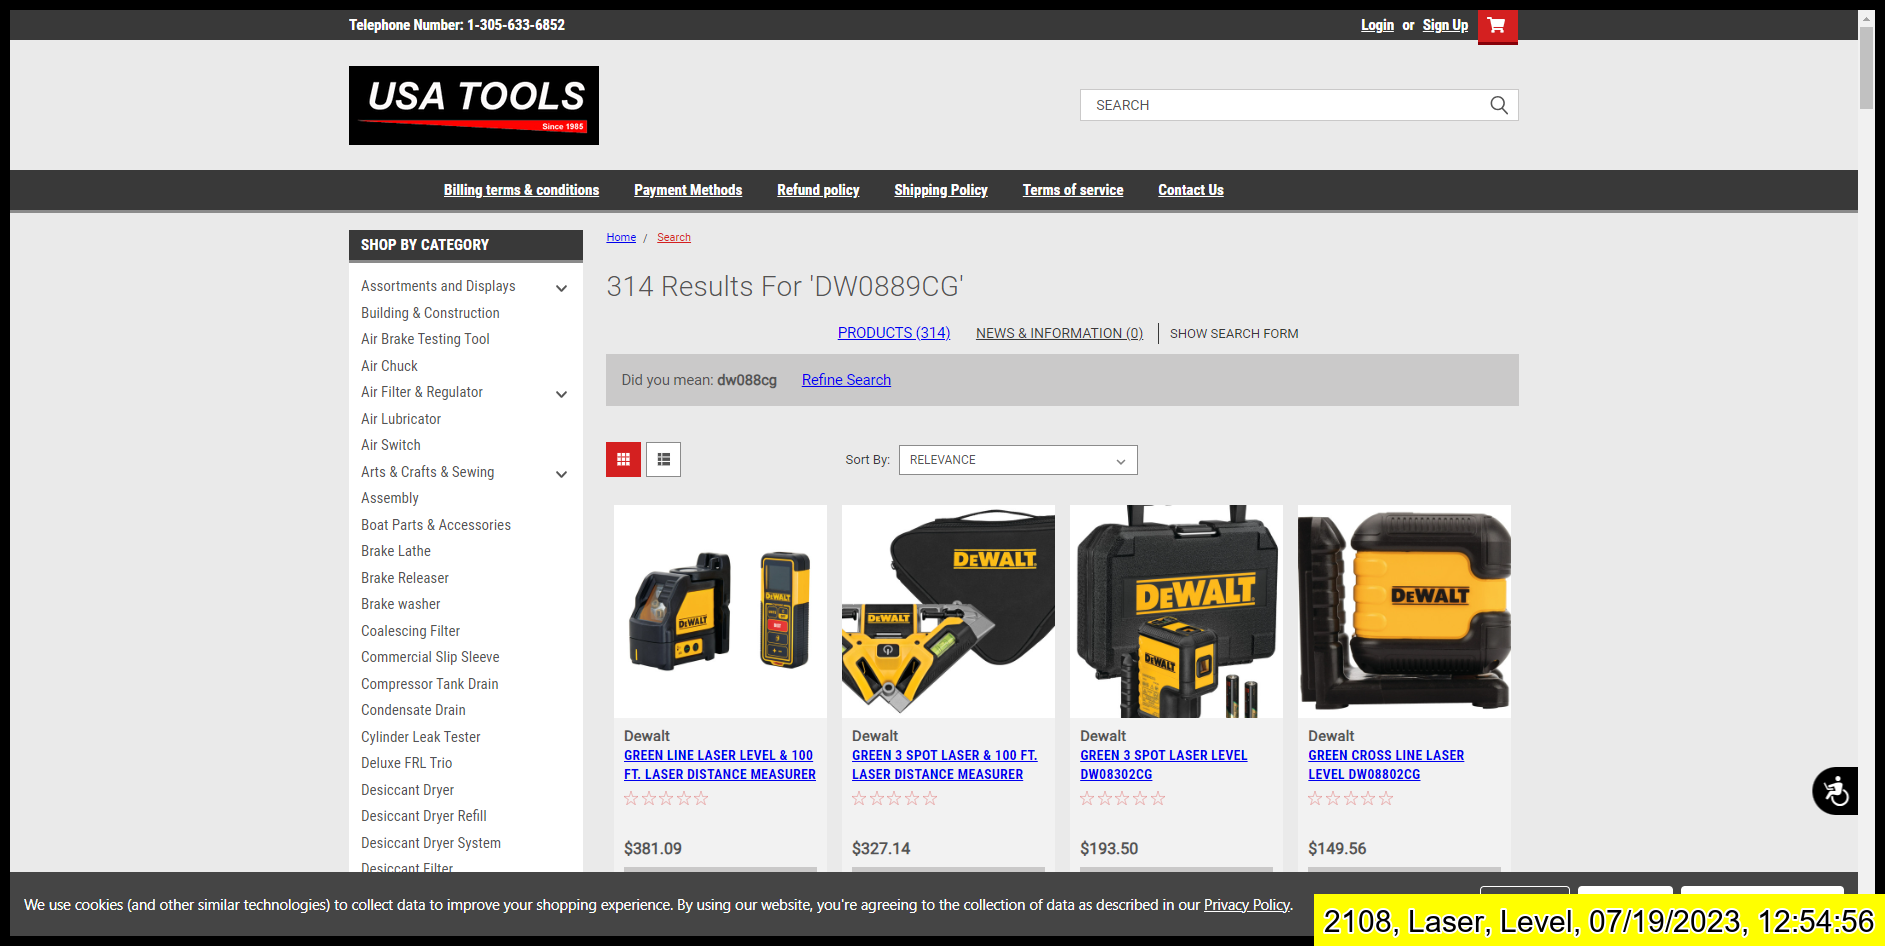 Telephone Number: 1-305-633-6852
Login or Sign Up
USA TOOLS
Since 1985
SEARCH
Billing terms & conditions Payment Methods Refund policy Shipping Policy Terms of service Contact Us
SHOP BY CATEGORY
Assortments and Displays
Building & Construction
Air Brake Testing Tool
Air Chuck
Air Filter & Regulator
Air Lubricator
Air Switch
Arts & Crafts & Sewing
Assembly
Boat Parts & Accessories
Brake Lathe
Brake Releaser
Brake washer
Coalescing Filter
Commercial Slip Sleeve
Compressor Tank Drain
Condensate Drain
Cylinder Leak Tester
Deluxe FRL Trio
Desiccant Dryer
Desiccant Dryer Refill
Desiccant Dryer System
Desiccant Filter
Home / Search
314 Results For 'DW0889CG'
PRODUCTS (314) NEWS & INFORMATION (0) SHOW SEARCH FORM
Did you mean: dw088cg Refine Search
Sort By: RELEVANCE
DEWALT
DEWALT
DEWALT
DEWALT
DEWALT
DEWALT
DEWALT
Dewalt
GREEN LINE LASER LEVEL & 100
FT. LASER DISTANCE MEASURER
$381.09
Dewalt
GREEN 3 SPOT LASER & 100 FT.
LASER DISTANCE MEASURER
$327.14
Dewalt
GREEN 3 SPOT LASER LEVEL
DW08302CG
$193.50
Dewalt
GREEN CROSS LINE LASER
LEVEL DW08802CG
$149.56
We use cookies (and other similar technologies) to collect data to improve your shopping experience. By using our website, you're agreeing to the collection of data as described in our Privacy Policy.
2108, Laser, Level, 07/19/2023, 12:54:56